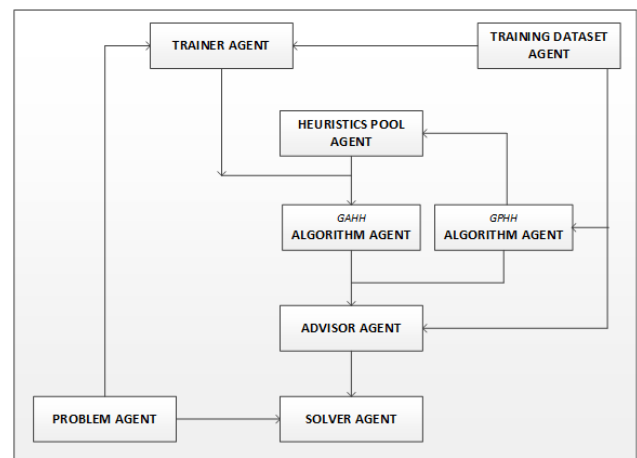 TRAINER AGENT
TRAINING DATASET
AGENT
HEURISTICS POOL
AGENT
GAHH
ALGORITHM AGENT
GPHH
ALGORITHM AGENT
ADVISOR AGENT
PROBLEM AGENT
SOLVER AGENT